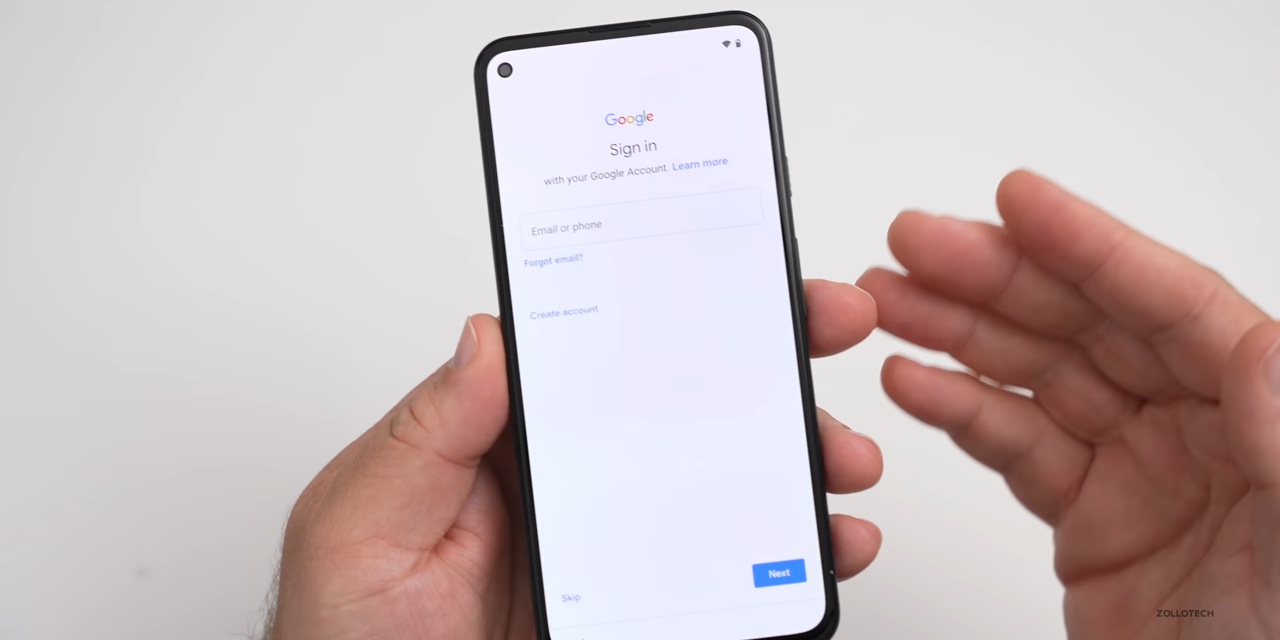 Google
Sign in
with your Google Account. Learn more
Email or phone
Forgot email?
Create account
Next
Skip
ZOLLOTECH